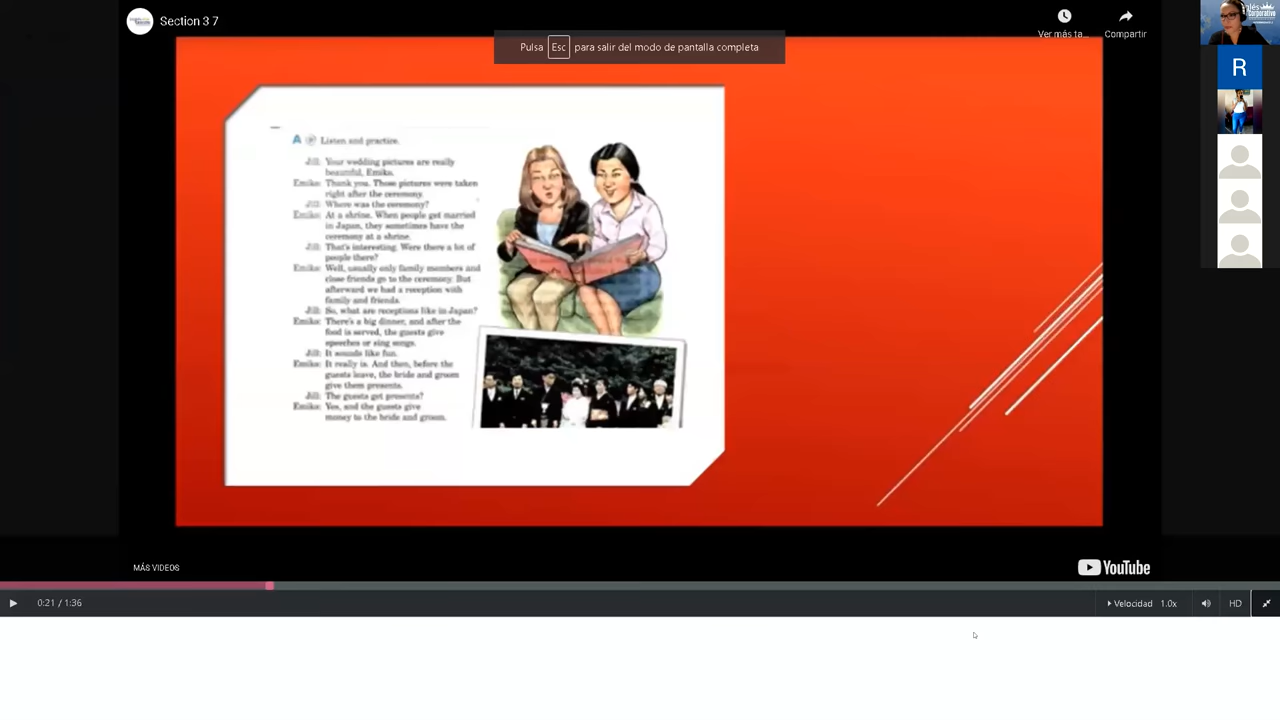 Section 3 7
Pulsa Esc para salir del modo de pantalla completa
Ver más ta...
Compartir
Inglés
Corporativo
R
A Listen and practice.
Jill: Your wedding pictures are really
beautiful, Emiko.
Emiko: Thank you. Those pictures were taken
right after the ceremony.
Jill: Where was the ceremony?
Emiko: At a shrine. When people get married
in Japan, they sometimes have the
ceremony at a shrine.
Jill: That's interesting. Were there a lot of
people there?
Emiko: Well, usually only family members and
close friends go to the ceremony. But
afterward we had a reception with
family and friends.
Jill: So, what are receptions like in Japan?
Emiko: There's a big dinner, and after the
food is served, the guests give
speeches or sing songs.
Jill: It sounds like fun.
Emiko: It really is. And then, before the
guests leave, the bride and groom
give them presents.
Jill: The guests get presents?
Emiko: Yes, and the guests give
money to the bride and groom.
MÁS VIDEOS
YouTube
0:21 / 1:36
Velocidad 1.0x
HD